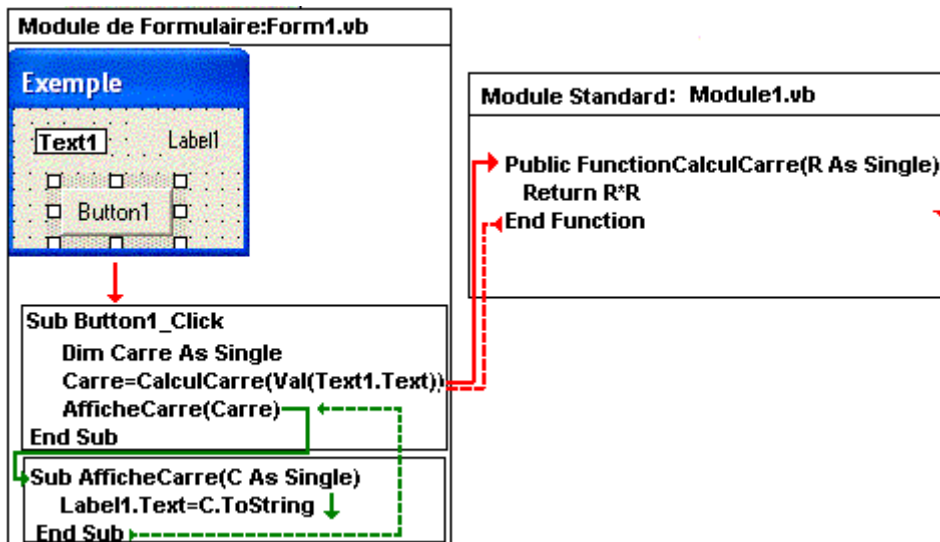 Module de Formulaire:Form1.vb
Exemple
Text1
Label1
Button1
Sub Button1_Click
Dim Carre As Single
Carre=CalculCarre(Val(Text1.Text))
AfficheCarre(Carre)
End Sub
Sub AfficheCarre(C As Single)
Label1.Text=C.ToString
End Sub
Module Standard: Module1.vb
Public FunctionCalculCarre(R As Single)
Return R*R
End Function